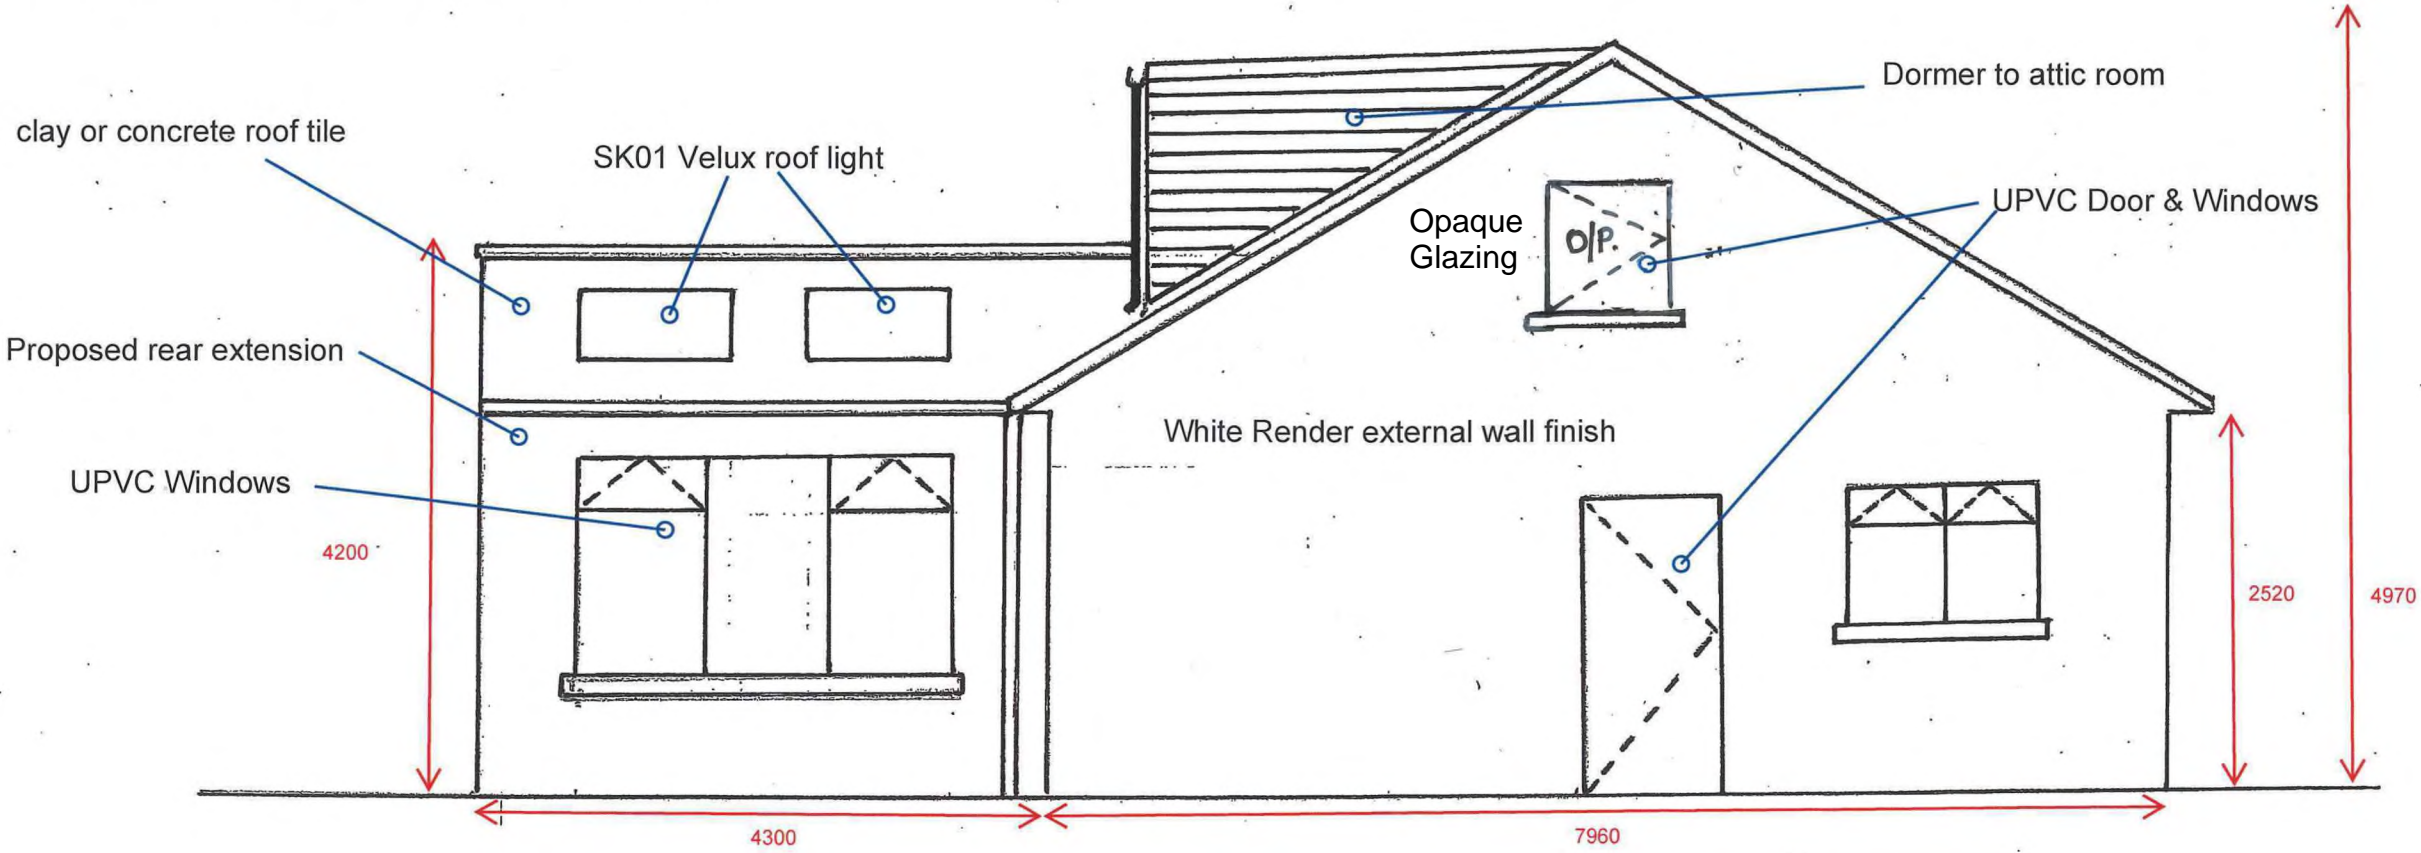 Dormer to attic room
clay or concrete roof tile
SK01 Velux roof light
UPVC Door & Windows
Opaque
Glazing
O/P.
Proposed rear extension
White Render external wall finish
UPVC Windows
4200
2520
4970
4300
7960